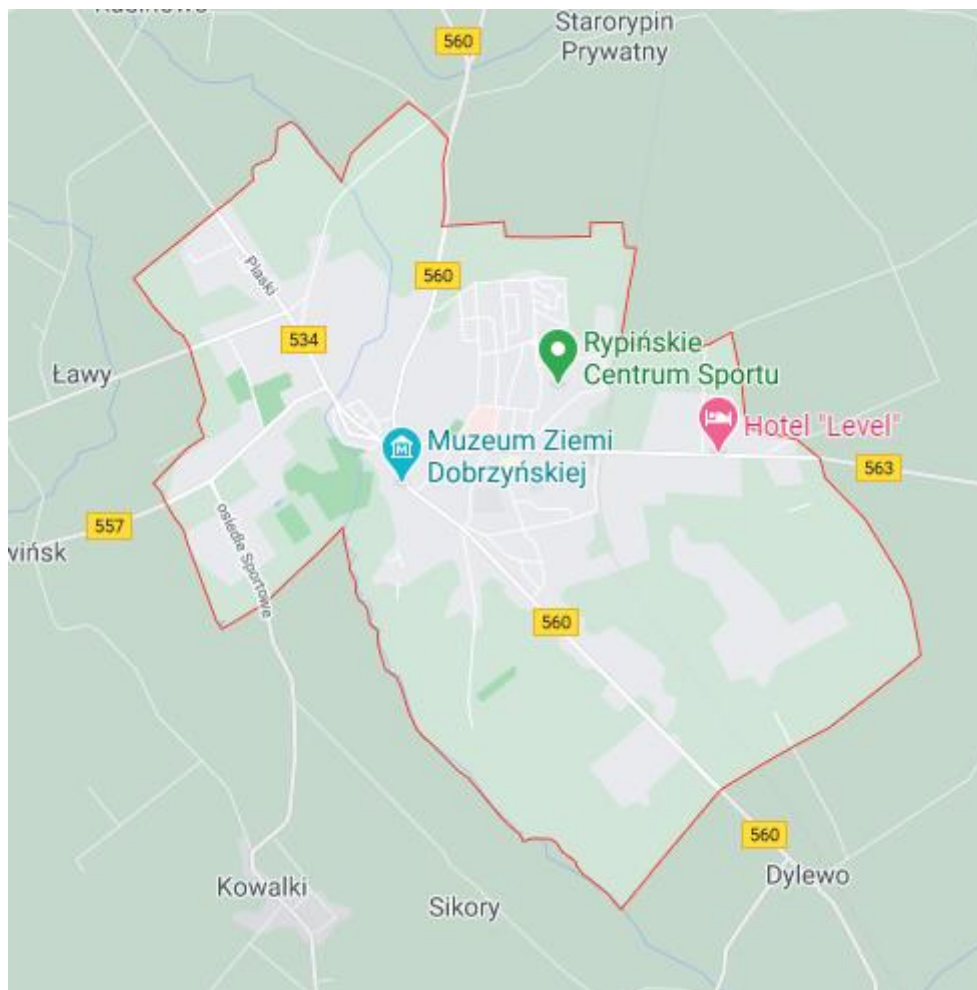 560
Starorypin
Prywatny
Piaski
560
534
Rypińskie
Centrum Sportu
Ławy
Hotel "Level"
Muzeum Ziemi
Dobrzyńskiej
563
557
wińsk
osiedle Sportowe
560
560
Dylewo
Kowalki
Sikory